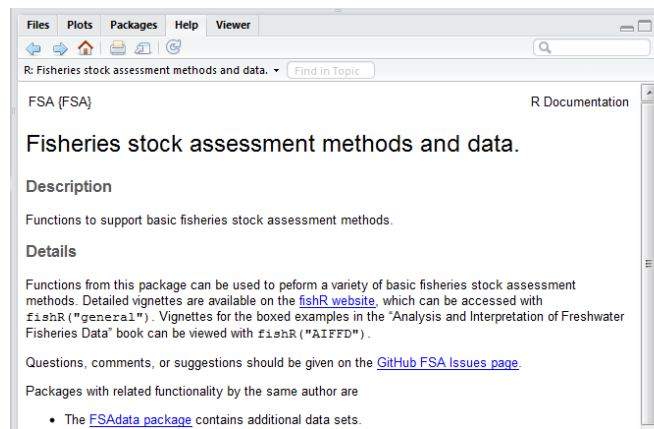 Files Plots Packages Help Viewer
R: Fisheries stock assessment methods and data. Find in Topic
FSA {FSA} R Documentation
Fisheries stock assessment methods and data.
Description
Functions to support basic fisheries stock assessment methods.
Details
Functions from this package can be used to peform a variety of basic fisheries stock assessment
methods. Detailed vignettes are available on the fishR website, which can be accessed with
fishR("general"). Vignettes for the boxed examples in the “Analysis and Interpretation of Freshwater
Fisheries Data” book can be viewed with fishR("AIFFD").
Questions, comments, or suggestions should be given on the GitHub FSA Issues page.
Packages with related functionality by the same author are
• The FSAdata package contains additional data sets.